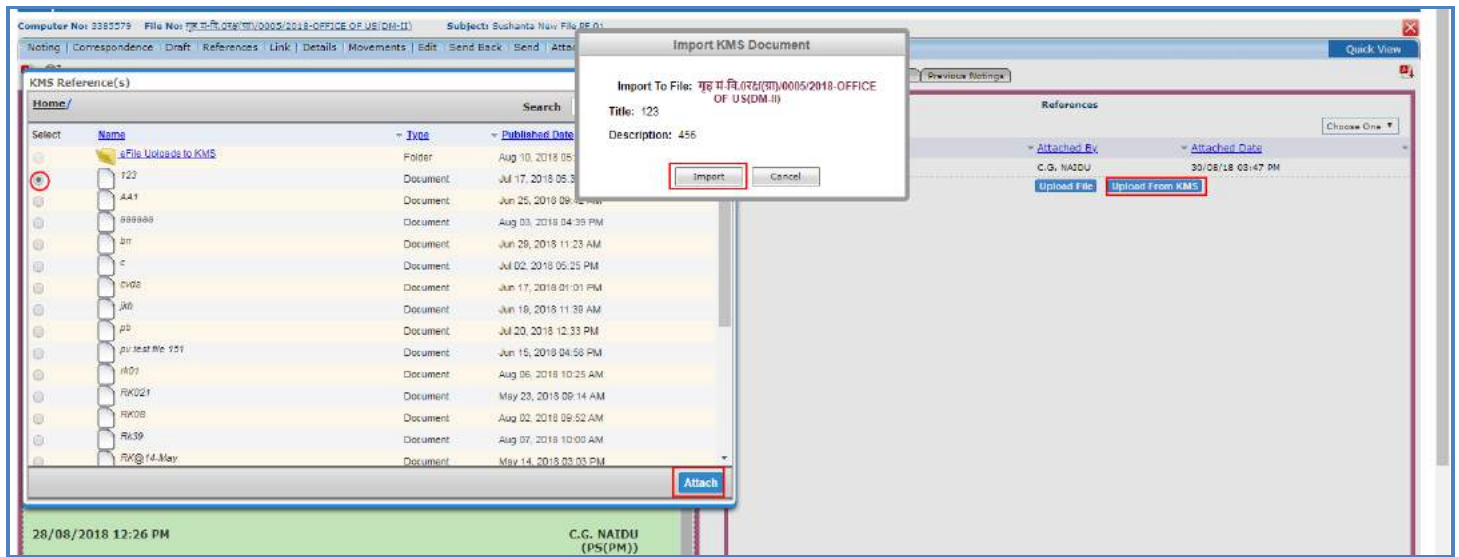 Computer No: 3385579 File No: गृह मं-वि.0रक्ष(ग्रा)/0005/2018-OFFICE OF US(DM-II) Subject: Sushanta New File RF 01
Noting | Correspondence | Draft | References | Link | Details | Movements | Edit | Send Back | Send | Quick View
Import KMS Document
Import To File: गृह मं-वि.0रक्ष(ग्रा)/0005/2018-OFFICE
OF US(DM-II)
Title: 123
Description: 456
Import Cancel
Previous Notings
References
Choose One
Attached By Attached Date
C.G. NAIDU 30/08/18 03:47 PM
Upload File Upload From KMS
KMS Reference(s)
Home/ Search
Select Name Type Published Date
eFile Uploads to KMS Folder Aug 10, 2018
123 Document Jul 17, 2018
AA1 Document Jun 25, 2018
aaaaaa Document Aug 03, 2018 04:39 PM
brr Document Jun 29, 2018 11:23 AM
c Document Jul 02, 2018 05:25 PM
cvda Document Jun 17, 2018 01:01 PM
jkb Document Jun 19, 2018 11:39 AM
pb Document Jul 20, 2018 12:33 PM
pv test file 151 Document Jun 15, 2018 04:56 PM
rk01 Document Aug 06, 2018 10:25 AM
RK021 Document May 23, 2018 09:14 AM
RK08 Document Aug 02, 2018 09:52 AM
Rk39 Document Aug 07, 2018 10:00 AM
RK@14-May Document May 14, 2018 03:03 PM
Attach
28/08/2018 12:26 PM C.G. NAIDU
(PS(PM))